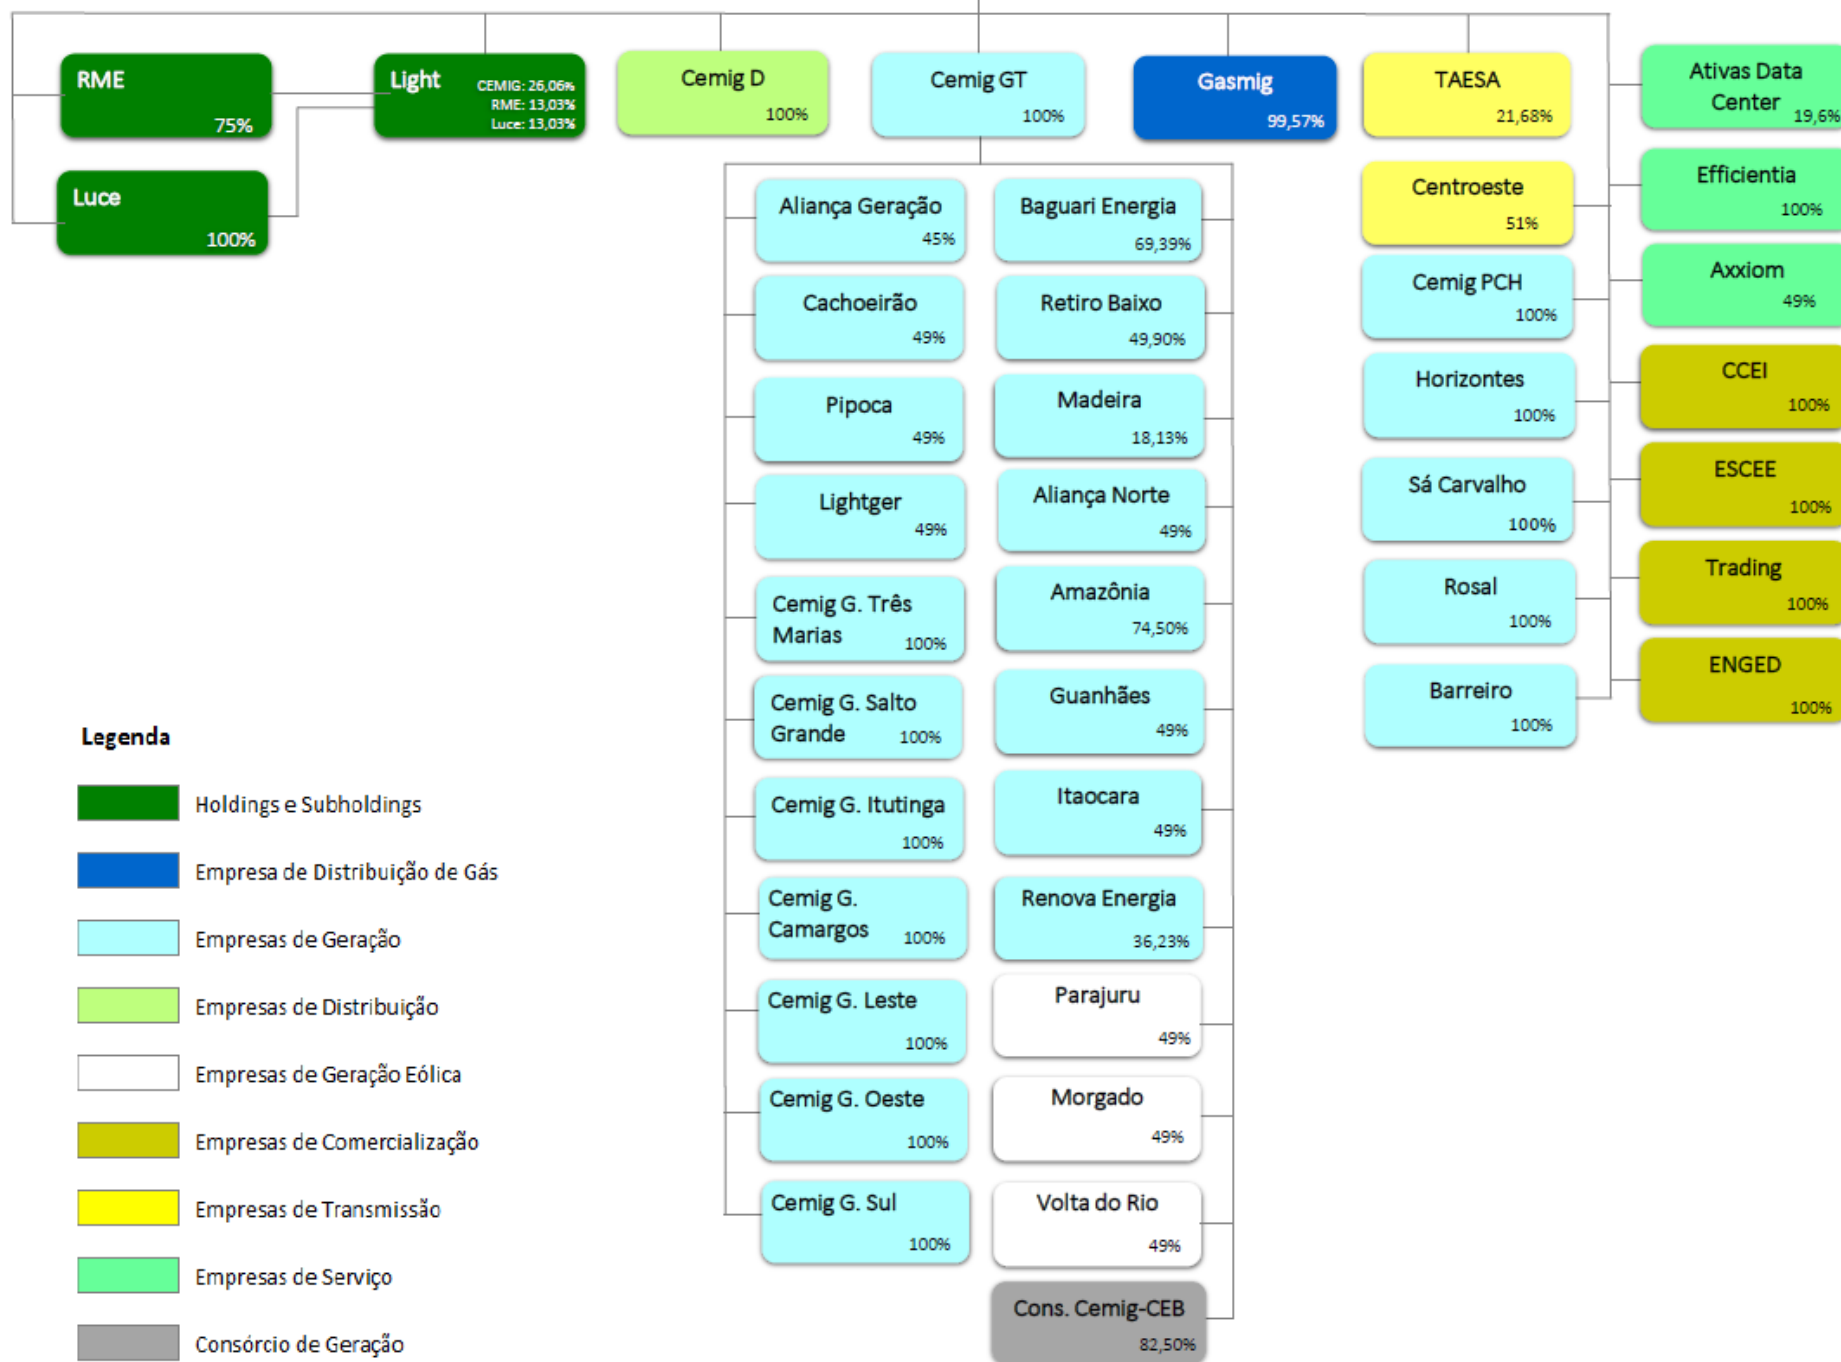 RME
75%
Light
CEMIG: 26,06%
RME: 13,03%
Luce: 13,03%
Cemig D
100%
Cemig GT
100%
Gasmig
99,57%
TAESA
21,68%
Ativas Data
Center
19,6%
Luce
100%
Aliança Geração
45%
Cachoeirão
49%
Pipoca
49%
Lightger
49%
Cemig G. Três
Marias
100%
Cemig G. Salto
Grande
100%
Cemig G. Itutinga
100%
Cemig G.
Camargos
100%
Cemig G. Leste
100%
Cemig G. Oeste
100%
Cemig G. Sul
100%
Baguari Energia
69,39%
Retiro Baixo
49,90%
Madeira
18,13%
Aliança Norte
49%
Amazônia
74,50%
Guanhães
49%
Itaocara
49%
Renova Energia
36,23%
Parajuru
49%
Morgado
49%
Volta do Rio
49%
Cons. Cemig-CEB
82,50%
Centroeste
51%
Cemig PCH
100%
Horizontes
100%
Sá Carvalho
100%
Rosal
100%
Barreiro
100%
Efficientia
100%
Axxiom
49%
CCEI
100%
ESCEE
100%
Trading
100%
ENGED
100%
Legenda
Holdings e Subholdings
Empresa de Distribuição de Gás
Empresas de Geração
Empresas de Distribuição
Empresas de Geração Eólica
Empresas de Comercialização
Empresas de Transmissão
Empresas de Serviço
Consórcio de Geração